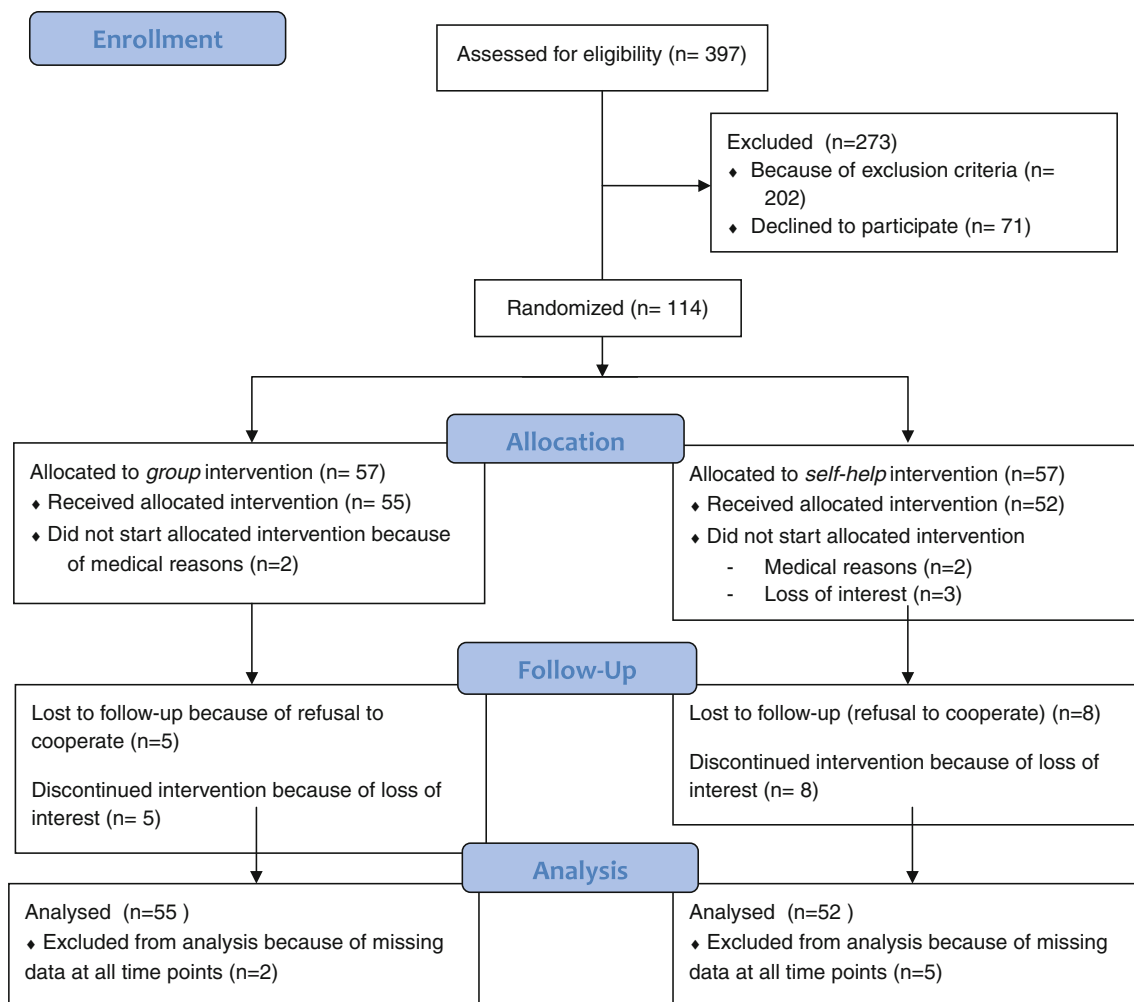 Enrollment
Assessed for eligibility (n= 397)
Excluded (n=273)
♦ Because of exclusion criteria (n=
202)
♦ Declined to participate (n= 71)
Randomized (n= 114)
Allocation
Allocated to group intervention (n= 57)
♦ Received allocated intervention (n= 55)
♦ Did not start allocated intervention because
of medical reasons (n=2)
Allocated to self-help intervention (n=57)
♦ Received allocated intervention (n=52)
♦ Did not start allocated intervention
- Medical reasons (n=2)
- Loss of interest (n=3)
Follow-Up
Lost to follow-up because of refusal to
cooperate (n=5)
Discontinued intervention because of loss of
interest (n= 5)
Lost to follow-up (refusal to cooperate) (n=8)
Discontinued intervention because of loss of
interest (n= 8)
Analysis
Analysed (n=55 )
♦ Excluded from analysis because of missing
data at all time points (n=2)
Analysed (n=52 )
♦ Excluded from analysis because of missing
data at all time points (n=5)